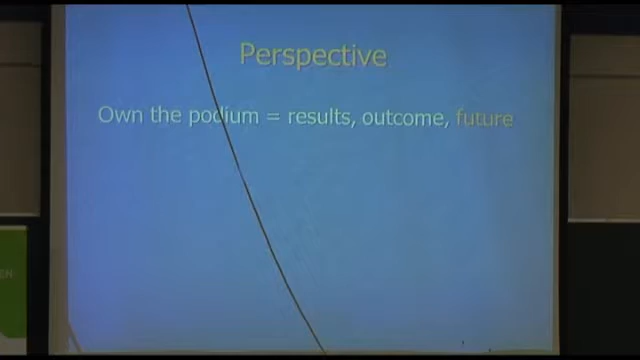 Perspective
Own the podium = results, outcome, future